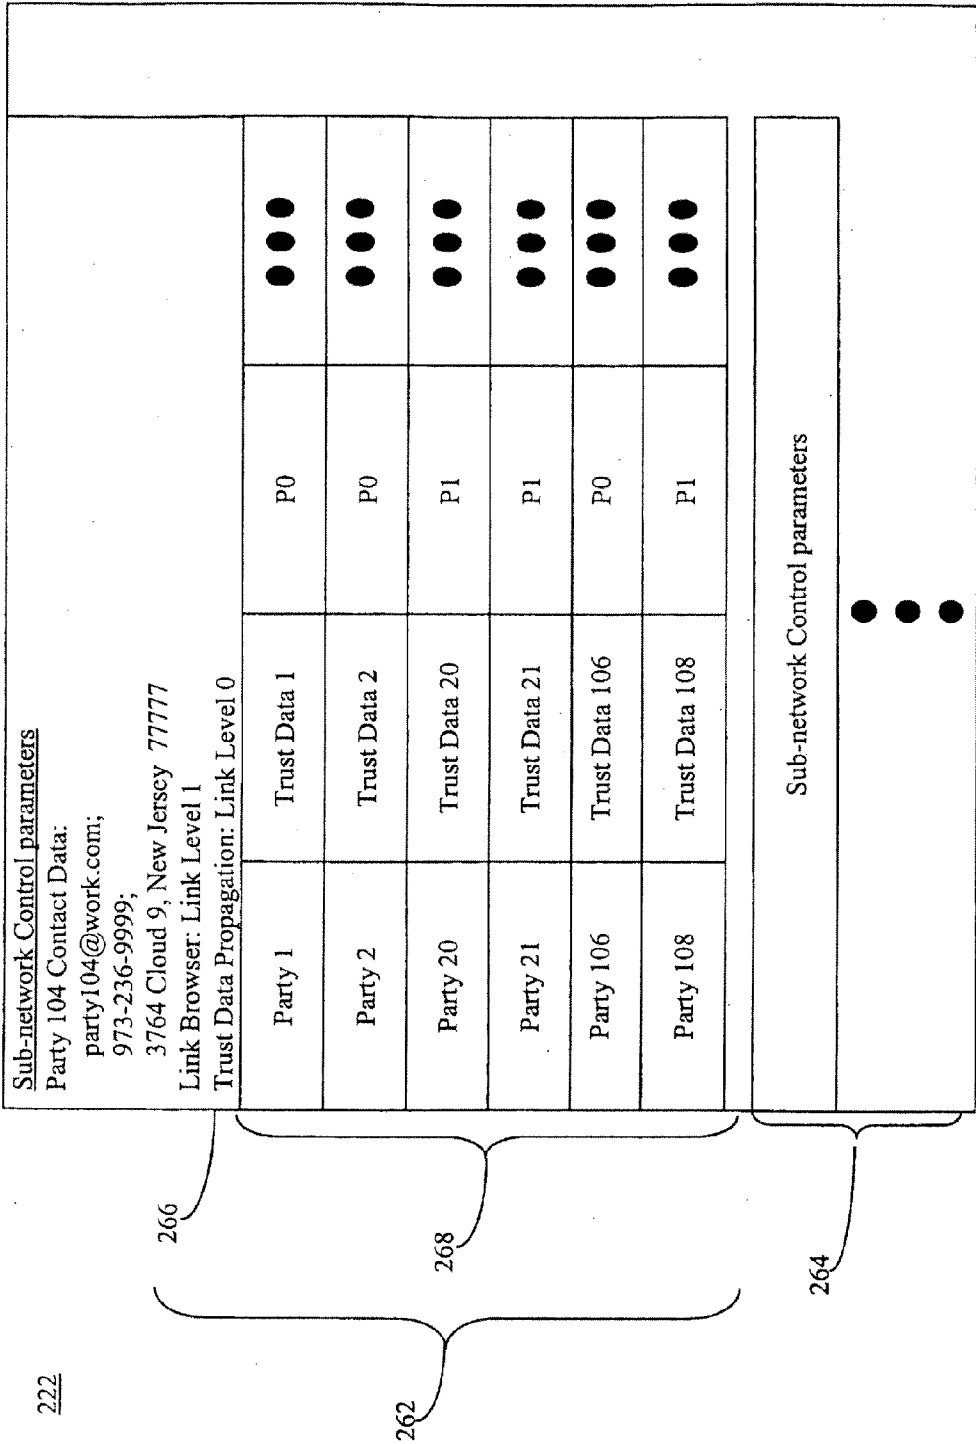 222
Sub-network Control parameters
Party 104 Contact Data:
party104@work.com;
973-236-9999;
3764 Cloud 9, New Jersey 77777
Link Browser: Link Level 1
Trust Data Propagation: Link Level 0
Party 1 Trust Data 1 P0
Party 2 Trust Data 2 P0
Party 20 Trust Data 20 P1
Party 21 Trust Data 21 P1
Party 106 Trust Data 106 P0
Party 108 Trust Data 108 P1
Sub-network Control parameters
266
268
262
264